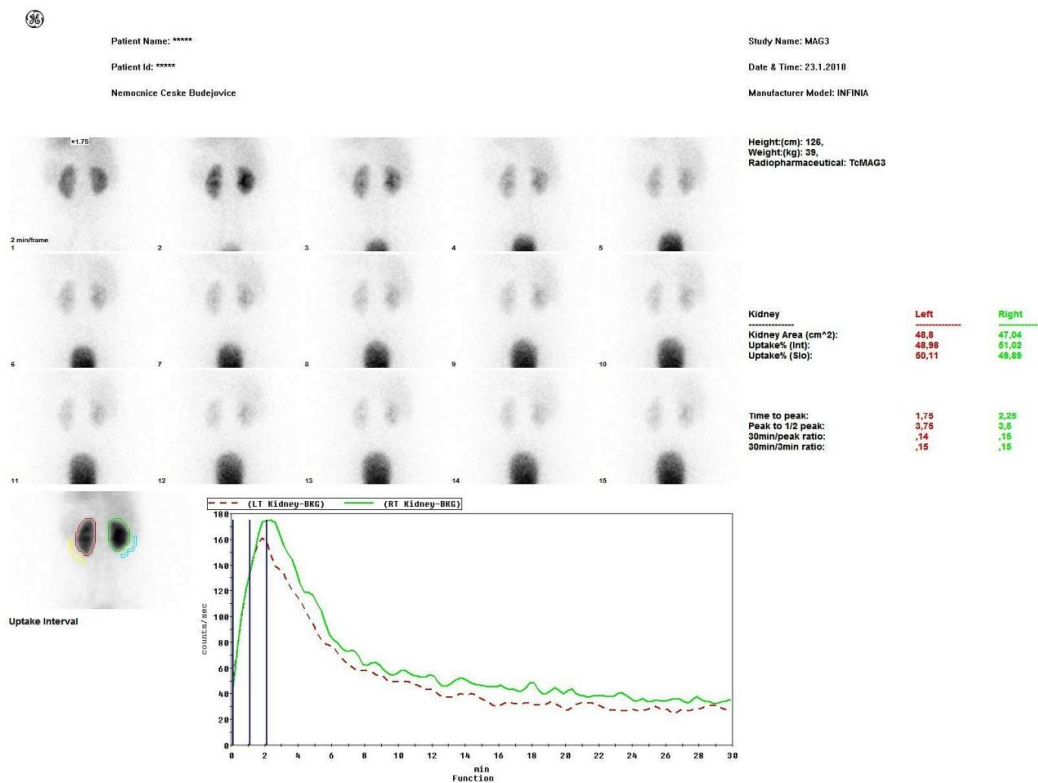 Patient Name: *****
Study Name: MAG3
Patient Id: *****
Date & Time: 23.1.2018
Nemocnice Ceske Budejovice
Manufacturer Model: INFINIA
*1.75
Height:(cm): 126,
Weight:(kg): 39,
Radiopharmaceutical: TcMAG3
2 min/frame
1 2 3 4 5
6 7 8 9 10
Kidney Left Right
Kidney Area (cm^2): 48,8 47,04
Uptake% (Int): 48,98 51,02
Uptake% (Slo): 50,11 49,89
11 12 13 14 15
Time to peak: 1,75 2,25
Peak to 1/2 peak: 3,75 3,5
30min/peak ratio: ,14 ,15
30min/3min ratio: ,15 ,15
Uptake Interval
(LT Kidney-BKG) (RT Kidney-BKG)
counts/sec
180
160
140
120
100
80
60
40
20
0
0 2 4 6 8 10 12 14 16 18 20 22 24 26 28 30
min
Function